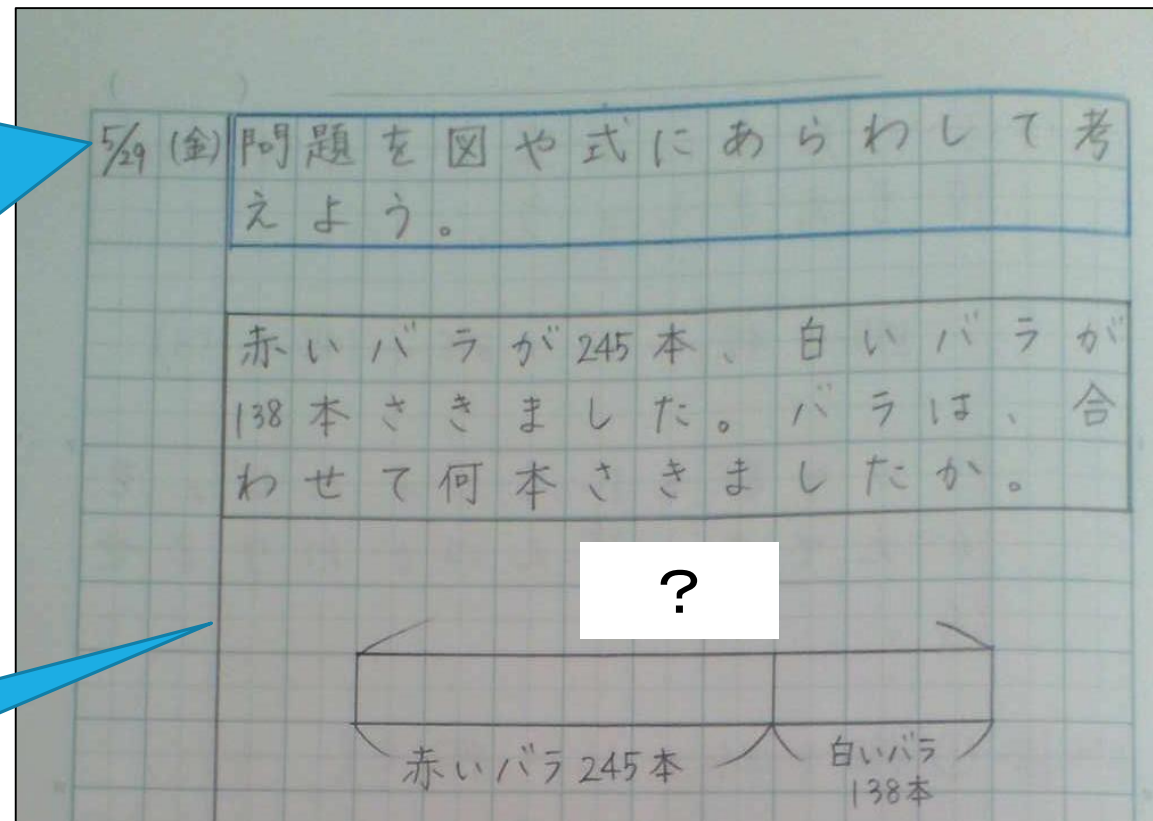 (　　)
5/29 (金) 問題を図や式にあらわして考
えよう。
赤いバラが245本、白いバラが
138本さきました。バラは、合
わせて何本さきましたか。
?
赤いバラ245本
白いバラ
138本